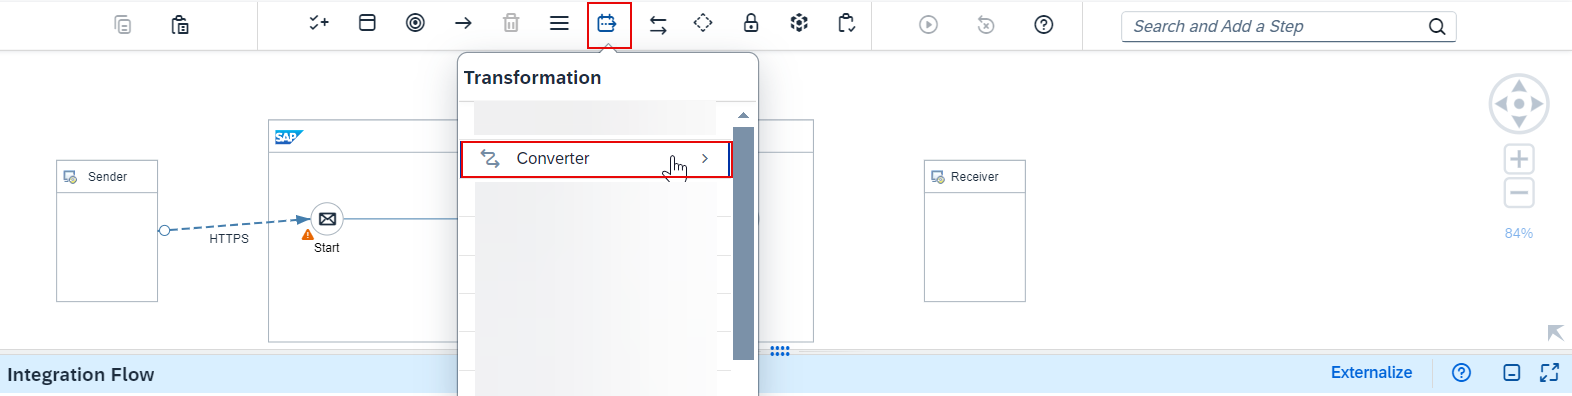 Search and Add a Step
Transformation
SAP
Converter
Sender
Receiver
HTTPS
Start
84%
Integration Flow
Externalize